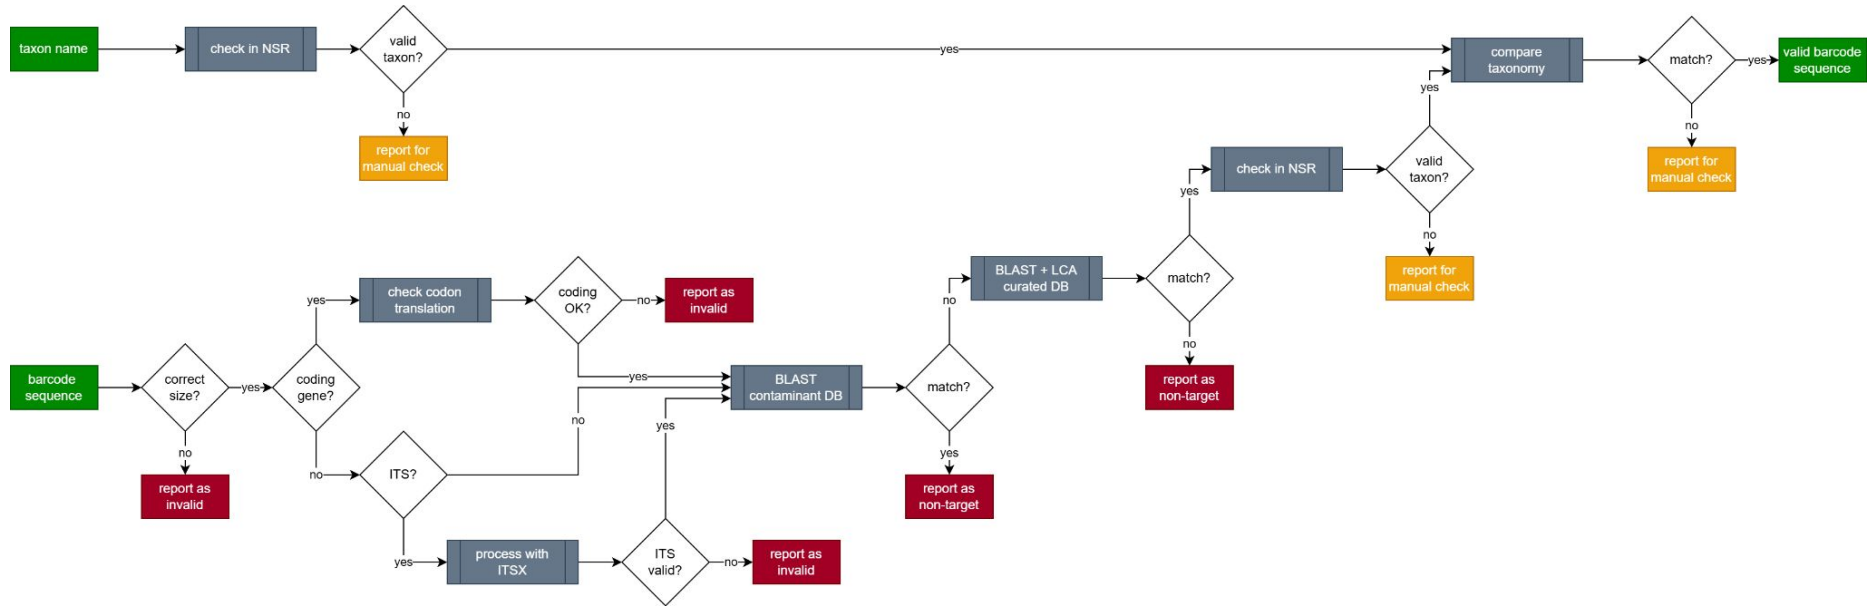 taxon name
check in NSR
valid
taxon?
yes
compare
taxonomy
match?
yes
valid barcode
sequence
no
report for
manual check
yes
no
report for
manual check
check in NSR
valid
taxon?
yes
no
report for
manual check
BLAST + LCA
curated DB
match?
no
report as
non-target
yes
check codon
translation
coding
OK?
no
report as
invalid
no
barcode
sequence
correct
size?
yes
coding
gene?
yes
BLAST
contaminant DB
match?
no
yes
no
ITS?
yes
report as
invalid
report as
non-target
yes
process with
ITSX
ITS
valid?
no
report as
invalid